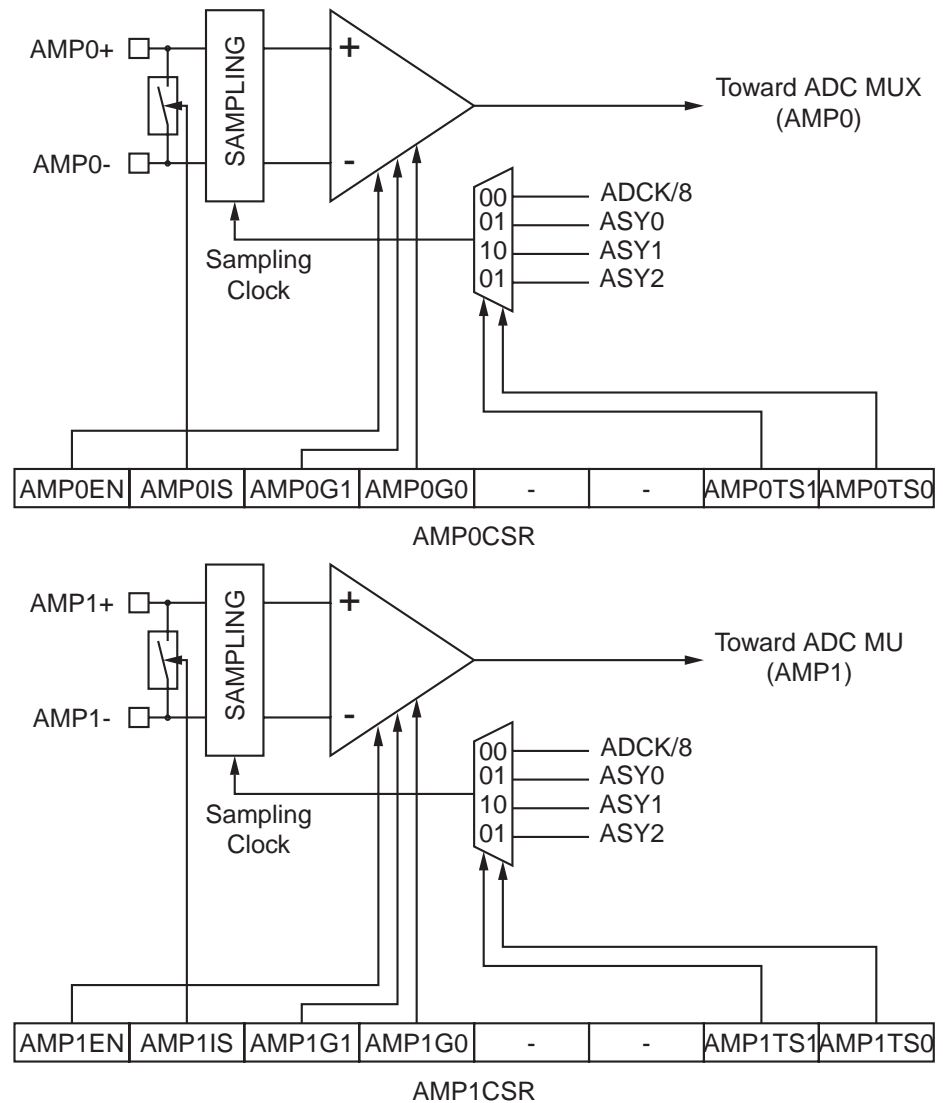 AMP0+
SAMPLING
+
Toward ADC MUX
(AMP0)
AMP0-
-
00 ADCK/8
01 ASY0
10 ASY1
01 ASY2
Sampling
Clock
AMP0EN AMP0IS AMP0G1 AMP0G0 - - AMP0TS1 AMP0TS0
AMP0CSR
AMP1+
SAMPLING
+
Toward ADC MU
(AMP1)
AMP1-
-
00 ADCK/8
01 ASY0
10 ASY1
01 ASY2
Sampling
Clock
AMP1EN AMP1IS AMP1G1 AMP1G0 - - AMP1TS1 AMP1TS0
AMP1CSR